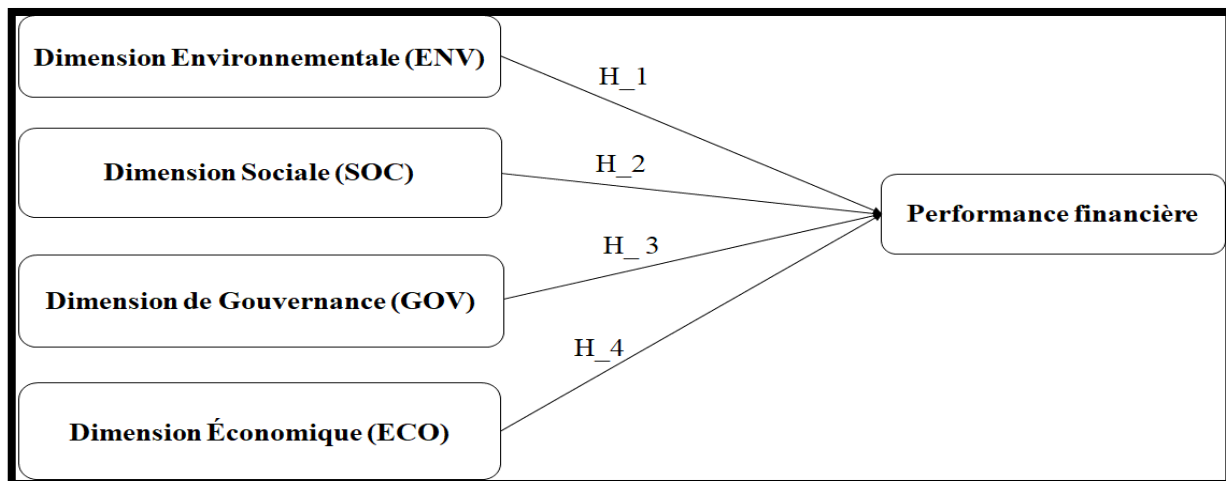 Dimension Environnementale (ENV)
H_1
Dimension Sociale (SOC)
H_2
Performance financière
H_ 3
Dimension de Gouvernance (GOV)
H_4
Dimension Économique (ECO)